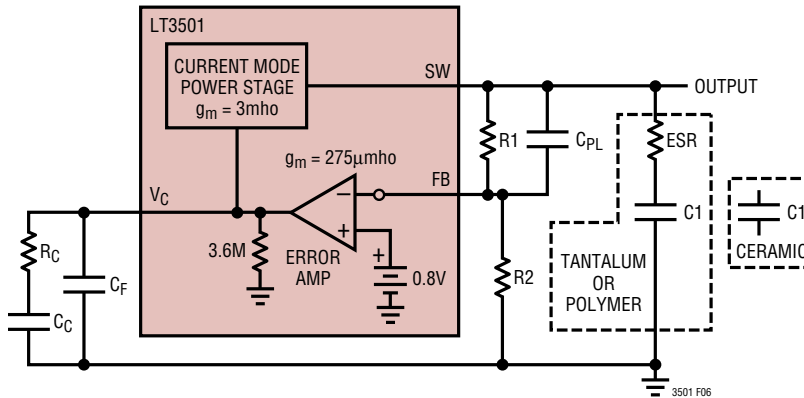 LT3501
CURRENT MODE
POWER STAGE
gm = 3mho
SW
OUTPUT
R1
CPL
ESR
gm = 275µmho
VC
FB
C1
C1
RC
CF
3.6M
ERROR
AMP
−
+
+
0.8V
R2
TANTALUM
OR
POLYMER
CERAMIC
CC
3501 F06